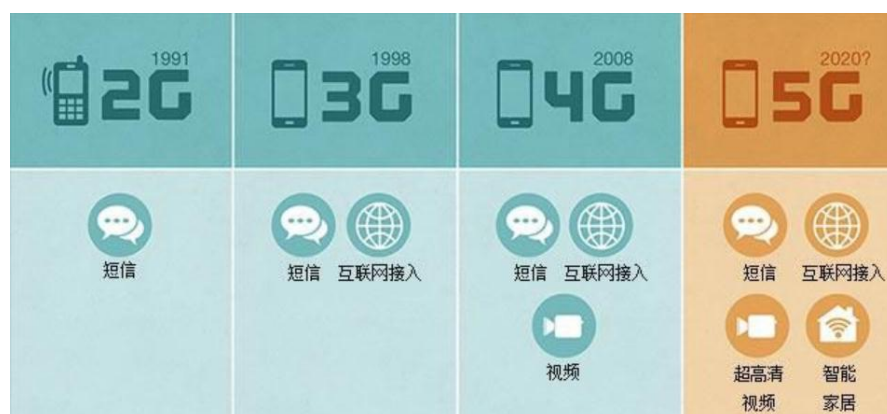 1991
2G
1998
3G
2008
4G
2020?
5G
短信
短信 互联网接入
短信 互联网接入
视频
短信 互联网接入
超高清
视频
智能
家居